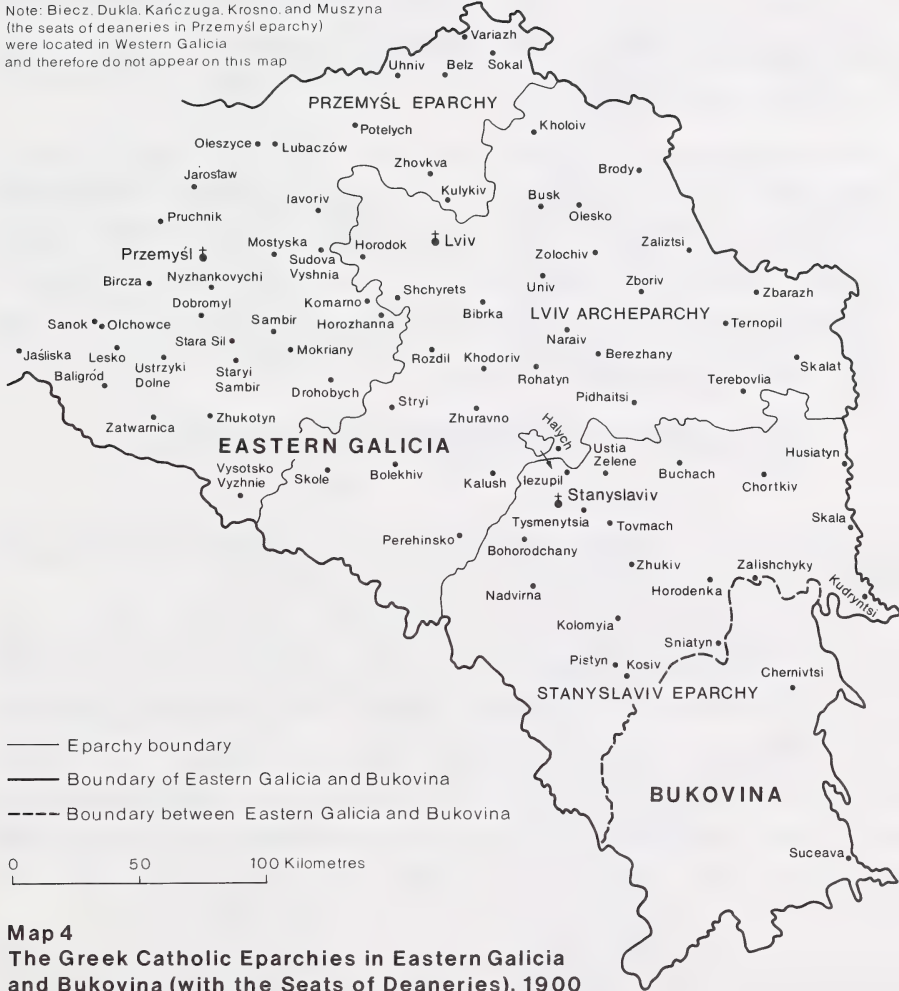 Note: Biecz, Dukla, Kańczuga, Krosno, and Muszyna
(the seats of deaneries in Przemyśl eparchy)
were located in Western Galicia
and therefore do not appear on this map
Variazh
Uhniv
Belz
Sokal
PRZEMYŚL EPARCHY
Potelych
Kholoiv
Oleszyce
Lubaczów
Zhovkva
Brody
Jarosław
Iavoriv
Kulykiv
Busk
Olesko
Pruchnik
Mostyska
Horodok
Lviv
Zolochiv
Zaliztsi
Przemyśl
Sudova
Vyshnia
Bircza
Nyzhankovychi
Univ
Zboriv
Zbarazh
Dobromyl
Komarno
Shchyrets
Bibrka
LVIV ARCHEPARCHY
Sanok
Olchowce
Sambir
Horozhanna
Ternopil
Stara Sil
Naraiv
Jaśliska
Lesko
Mokriany
Rozdil
Khodoriv
Berezhany
Skalat
Baligród
Ustrzyki
Dolne
Staryi
Sambir
Drohobych
Rohatyn
Terebovlia
Stryi
Pidhaitsi
Zatwarnica
Zhukotyn
Zhuravno
EASTERN GALICIA
Halych
Ustia
Zelene
Husiatyn
Vysotsko
Vyzhnie
Skole
Bolekhiv
Kalush
Iezupil
Buchach
Chortkiv
Stanyslaviv
Tysmenytsia
Tovmach
Skala
Perehinsko
Bohorodchany
Zhukiv
Zalishchyky
Nadvirna
Horodenka
Kudryntsi
Kolomyia
Sniatyn
Pistyn
Kosiv
Chernivtsi
STANYSLAVIV EPARCHY
Eparchy boundary
Boundary of Eastern Galicia and Bukovina
Boundary between Eastern Galicia and Bukovina
BUKOVINA
0 50 100 Kilometres
Suceava
Map 4
The Greek Catholic Eparchies in Eastern Galicia
and Bukovina (with the Seats of Deaneries), 1900